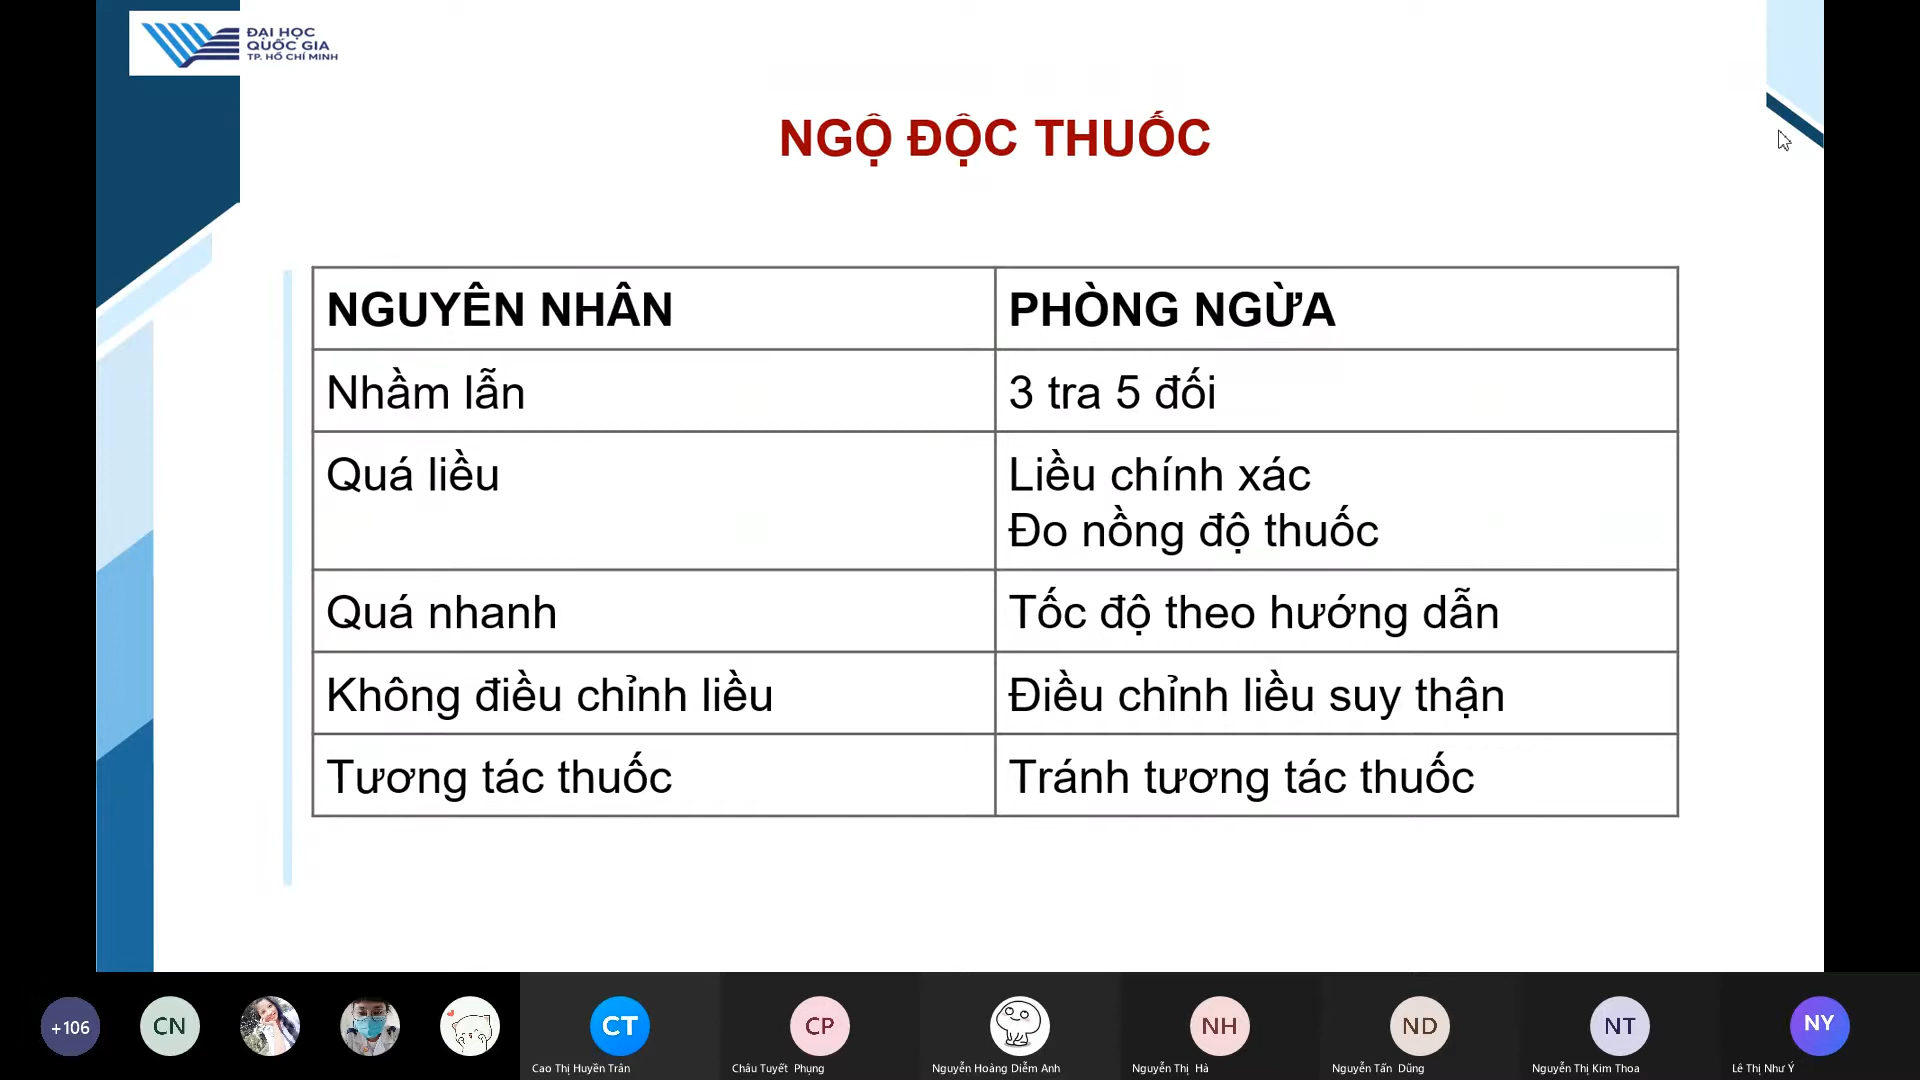 ĐẠI HỌC
QUỐC GIA
TP. HỒ CHÍ MINH
NGỘ ĐỘC THUỐC
NGUYÊN NHÂN
PHÒNG NGỪA
Nhầm lẫn
3 tra 5 đối
Quá liều
Liều chính xác
Đo nồng độ thuốc
Quá nhanh
Tốc độ theo hướng dẫn
Không điều chỉnh liều
Điều chỉnh liều suy thận
Tương tác thuốc
Tránh tương tác thuốc
+106
CN
CT
CP
NH
ND
NT
NY
Cao Thị Huyền Trân
Châu Tuyết Phụng
Nguyễn Hoàng Diễm Anh
Nguyễn Thị Hà
Nguyễn Tấn Dũng
Nguyễn Thị Kim Thoa
Lê Thị Như Ý